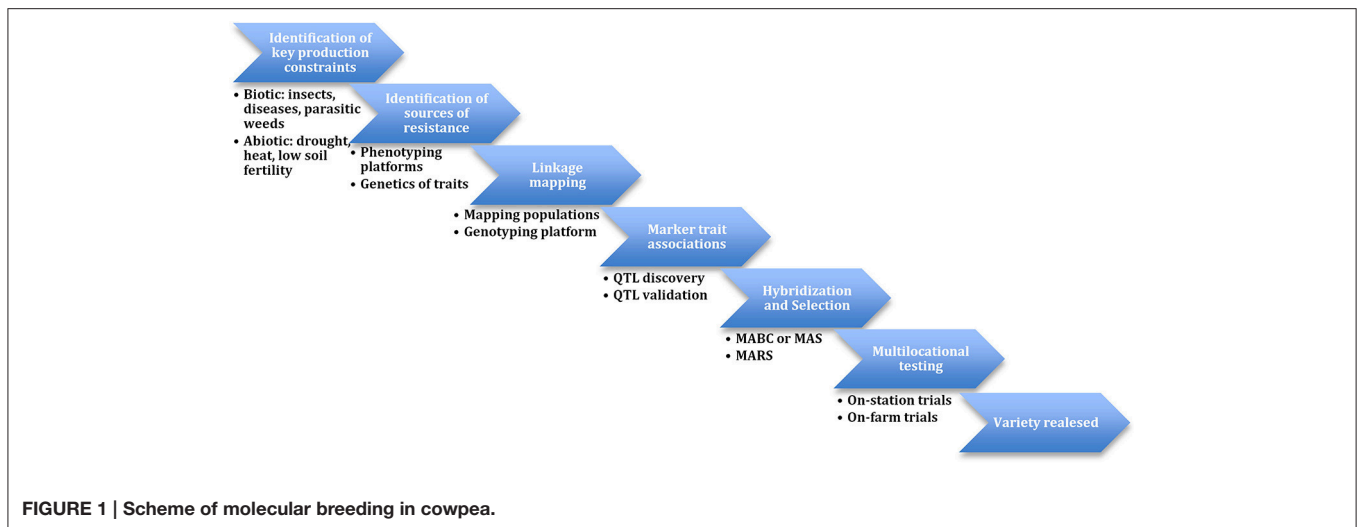 Identification of
key production
constraints
• Biotic: insects,
diseases, parasitic
weeds
• Abiotic: drought,
heat, low soil
fertility
Identification of
sources of
resistance
• Phenotyping
platforms
• Genetics of traits
Linkage
mapping
• Mapping populations
• Genotyping platform
Marker trait
associations
• QTL discovery
• QTL validation
Hybridization
and Selection
• MABC or MAS
• MARS
Multilocational
testing
• On-station trials
• On-farm trials
Variety realesed
FIGURE 1 | Scheme of molecular breeding in cowpea.